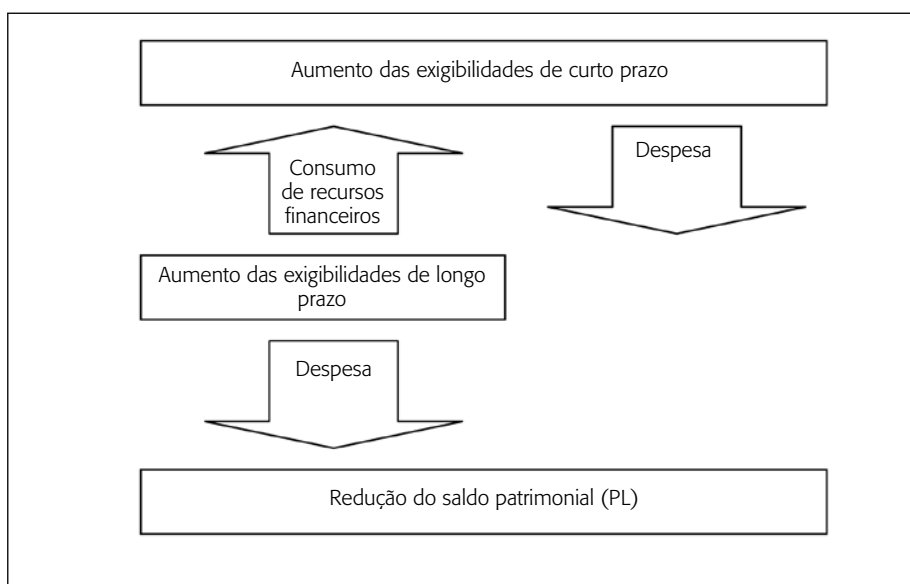 Aumento das exigibilidades de curto prazo
Consumo
de recursos
financeiros
Despesa
Aumento das exigibilidades de longo
prazo
Despesa
Redução do saldo patrimonial (PL)